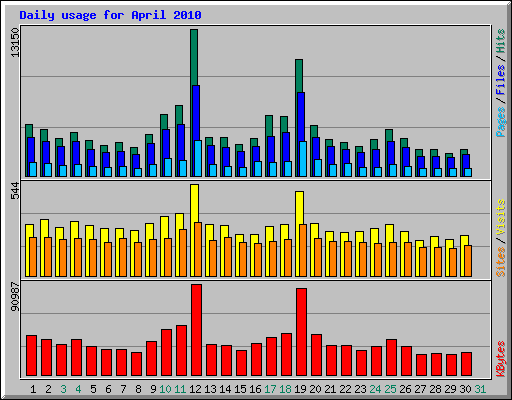 Daily usage for April 2010
13150
Pages / Files / Hits
544
Sites / Visits
90987
KBytes
1 2 3 4 5 6 7 8 9 10 11 12 13 14 15 16 17 18 19 20 21 22 23 24 25 26 27 28 29 30 31